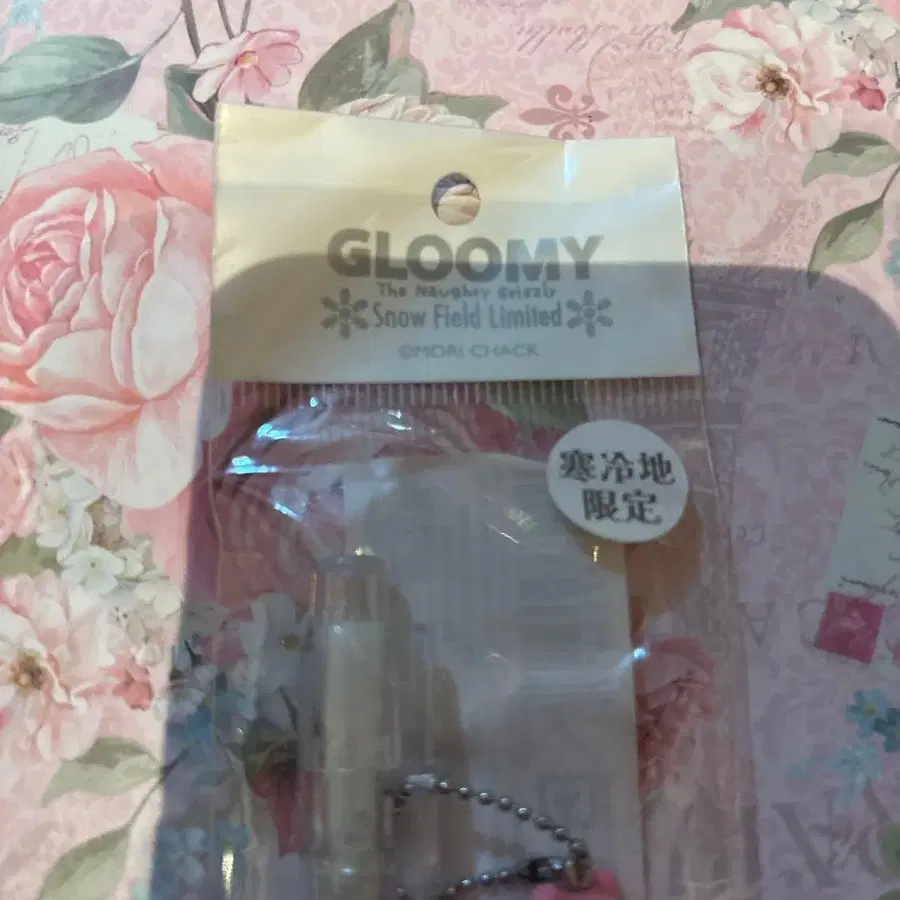 GLOOMY
The Naughty Grizzly
Snow Field Limited
©MORI CHACK
寒冷地
限定